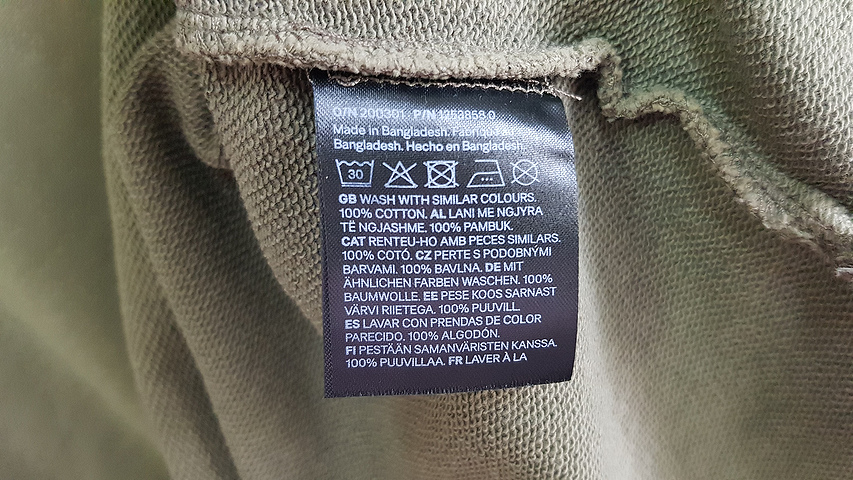 O/N 200301 P/N 1253858.0
Made in Bangladesh. Fabriqué
Bangladesh. Hecho en Bangladesh.
30
GB WASH WITH SIMILAR COLOURS.
100% COTTON. AL LANI ME NGJYRA
TË NGJASHME. 100% PAMBUK.
CAT RENTEU-HO AMB PECES SIMILARS.
100% COTÓ. CZ PERTE S PODOBNÝMI
BARVAMI. 100% BAVLNA. DE MIT
ÄHNLICHEN FARBEN WASCHEN. 100%
BAUMWOLLE. EE PESE KOOS SARNAST
VÄRVI RIIETEGA. 100% PUUVILL.
ES LAVAR CON PRENDAS DE COLOR
PARECIDO. 100% ALGODÓN.
FI PESTÄÄN SAMANVÄRISTEN KANSSA.
100% PUUVILLAA. FR LAVER À LA